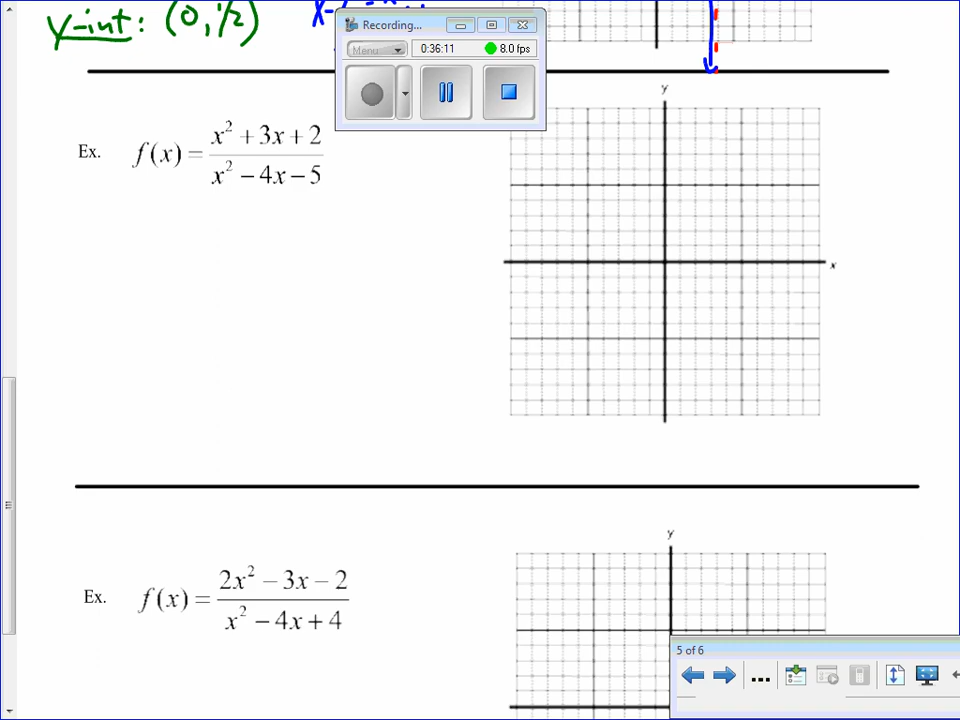 y-int: (0, 1/2)
Recording...
Menu
0:36:11
8.0 fps
y
Ex. f(x) = (x² + 3x + 2)/(x² − 4x − 5)
x
y
Ex. f(x) = (2x² − 3x − 2)/(x² − 4x + 4)
5 of 6
...